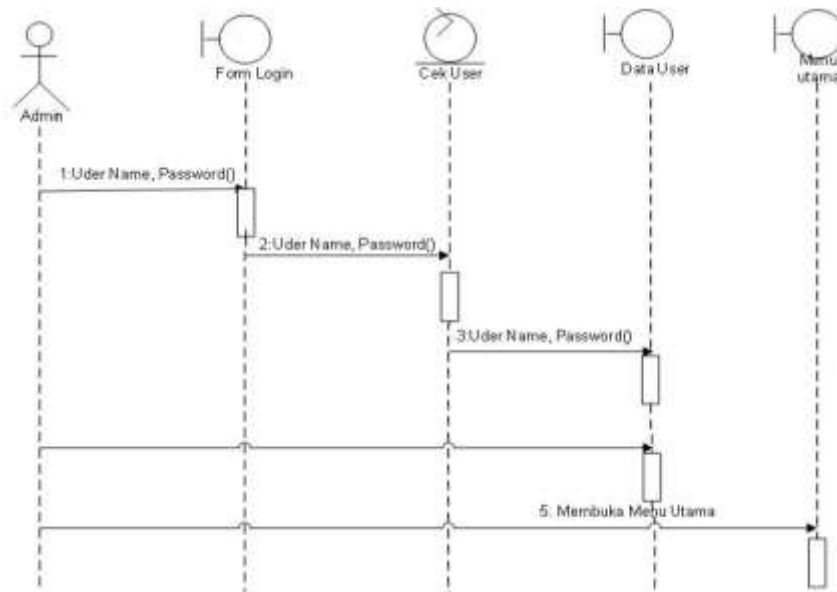 Form Login
Cek User
Data User
Menu
utama
Admin
1:Uder Name, Password()
2:Uder Name, Password()
3:Uder Name, Password()
5: Membuka Menu Utama